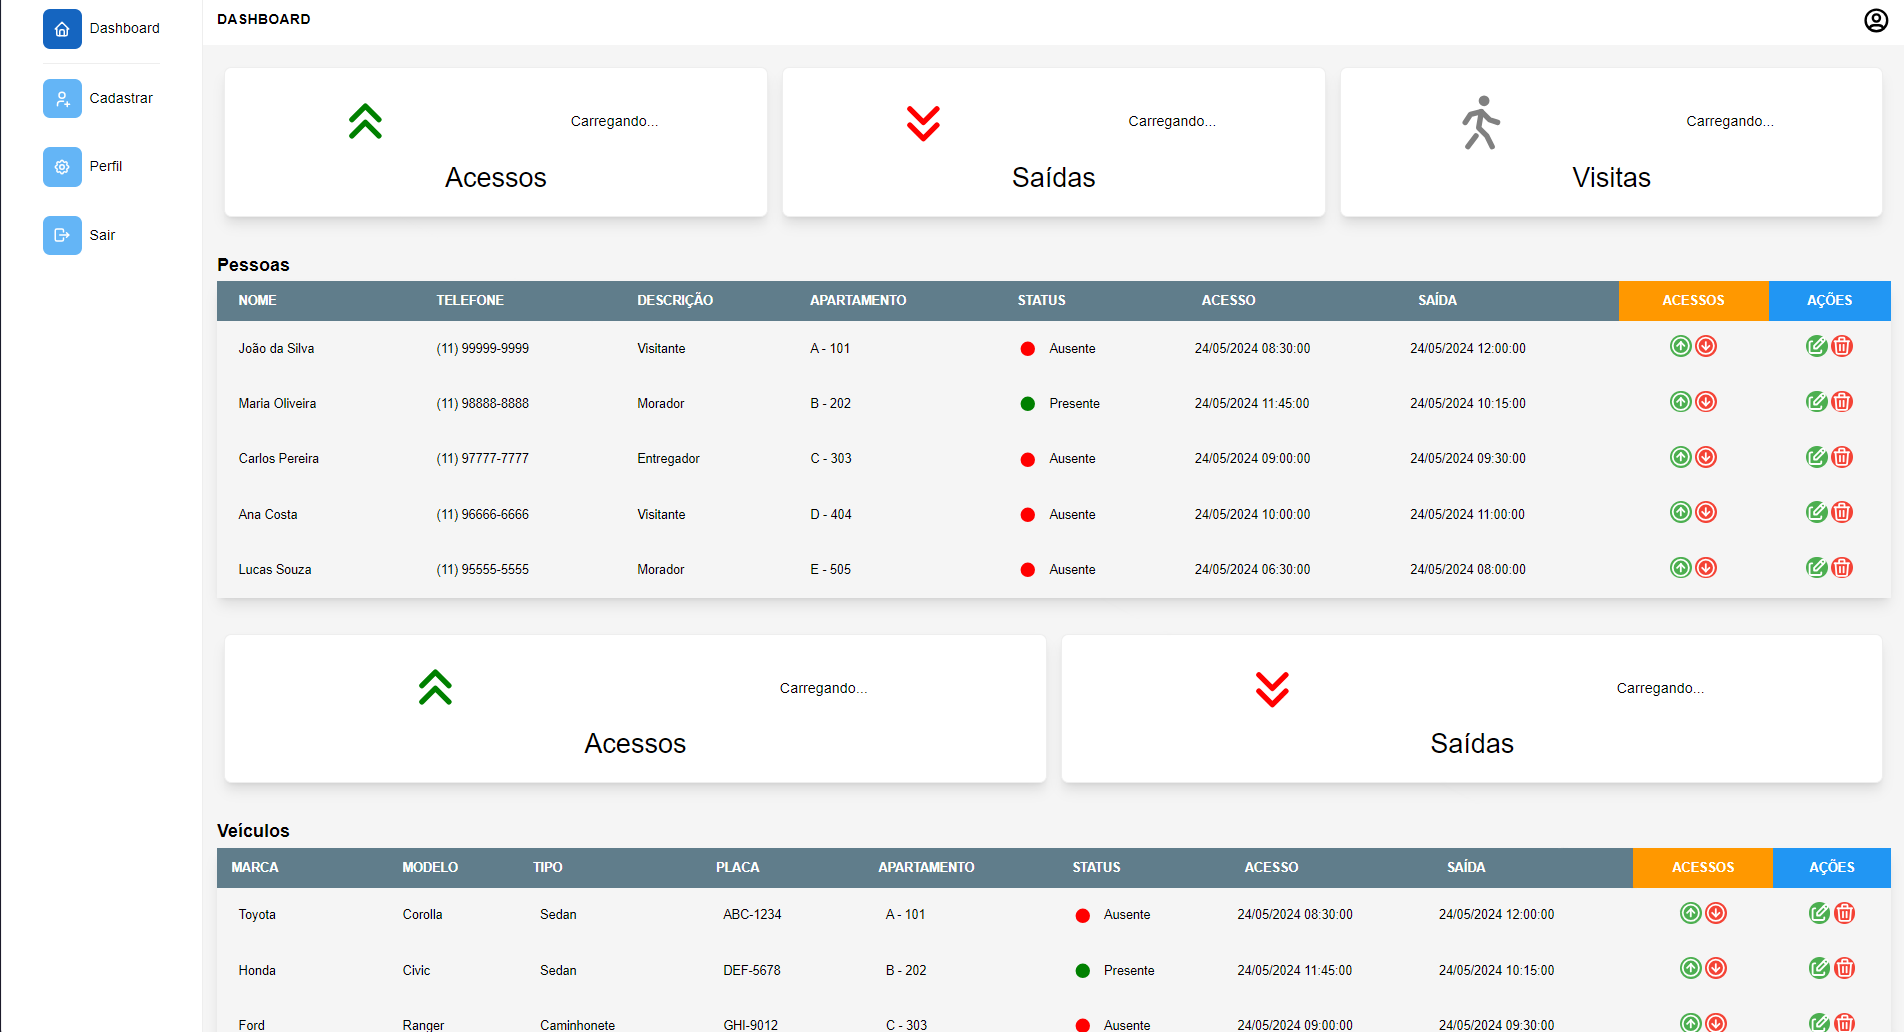 Dashboard
Cadastrar
Perfil
Sair
DASHBOARD
Carregando...
Acessos
Carregando...
Saídas
Carregando...
Visitas
Pessoas
NOME TELEFONE DESCRIÇÃO APARTAMENTO STATUS ACESSO SAÍDA ACESSOS AÇÕES
João da Silva (11) 99999-9999 Visitante A - 101 Ausente 24/05/2024 08:30:00 24/05/2024 12:00:00
Maria Oliveira (11) 98888-8888 Morador B - 202 Presente 24/05/2024 11:45:00 24/05/2024 10:15:00
Carlos Pereira (11) 97777-7777 Entregador C - 303 Ausente 24/05/2024 09:00:00 24/05/2024 09:30:00
Ana Costa (11) 96666-6666 Visitante D - 404 Ausente 24/05/2024 10:00:00 24/05/2024 11:00:00
Lucas Souza (11) 95555-5555 Morador E - 505 Ausente 24/05/2024 06:30:00 24/05/2024 08:00:00
Carregando...
Acessos
Carregando...
Saídas
Veículos
MARCA MODELO TIPO PLACA APARTAMENTO STATUS ACESSO SAÍDA ACESSOS AÇÕES
Toyota Corolla Sedan ABC-1234 A - 101 Ausente 24/05/2024 08:30:00 24/05/2024 12:00:00
Honda Civic Sedan DEF-5678 B - 202 Presente 24/05/2024 11:45:00 24/05/2024 10:15:00
Ford Ranger Caminhonete GHI-9012 C - 303 Ausente 24/05/2024 09:00:00 24/05/2024 09:30:00